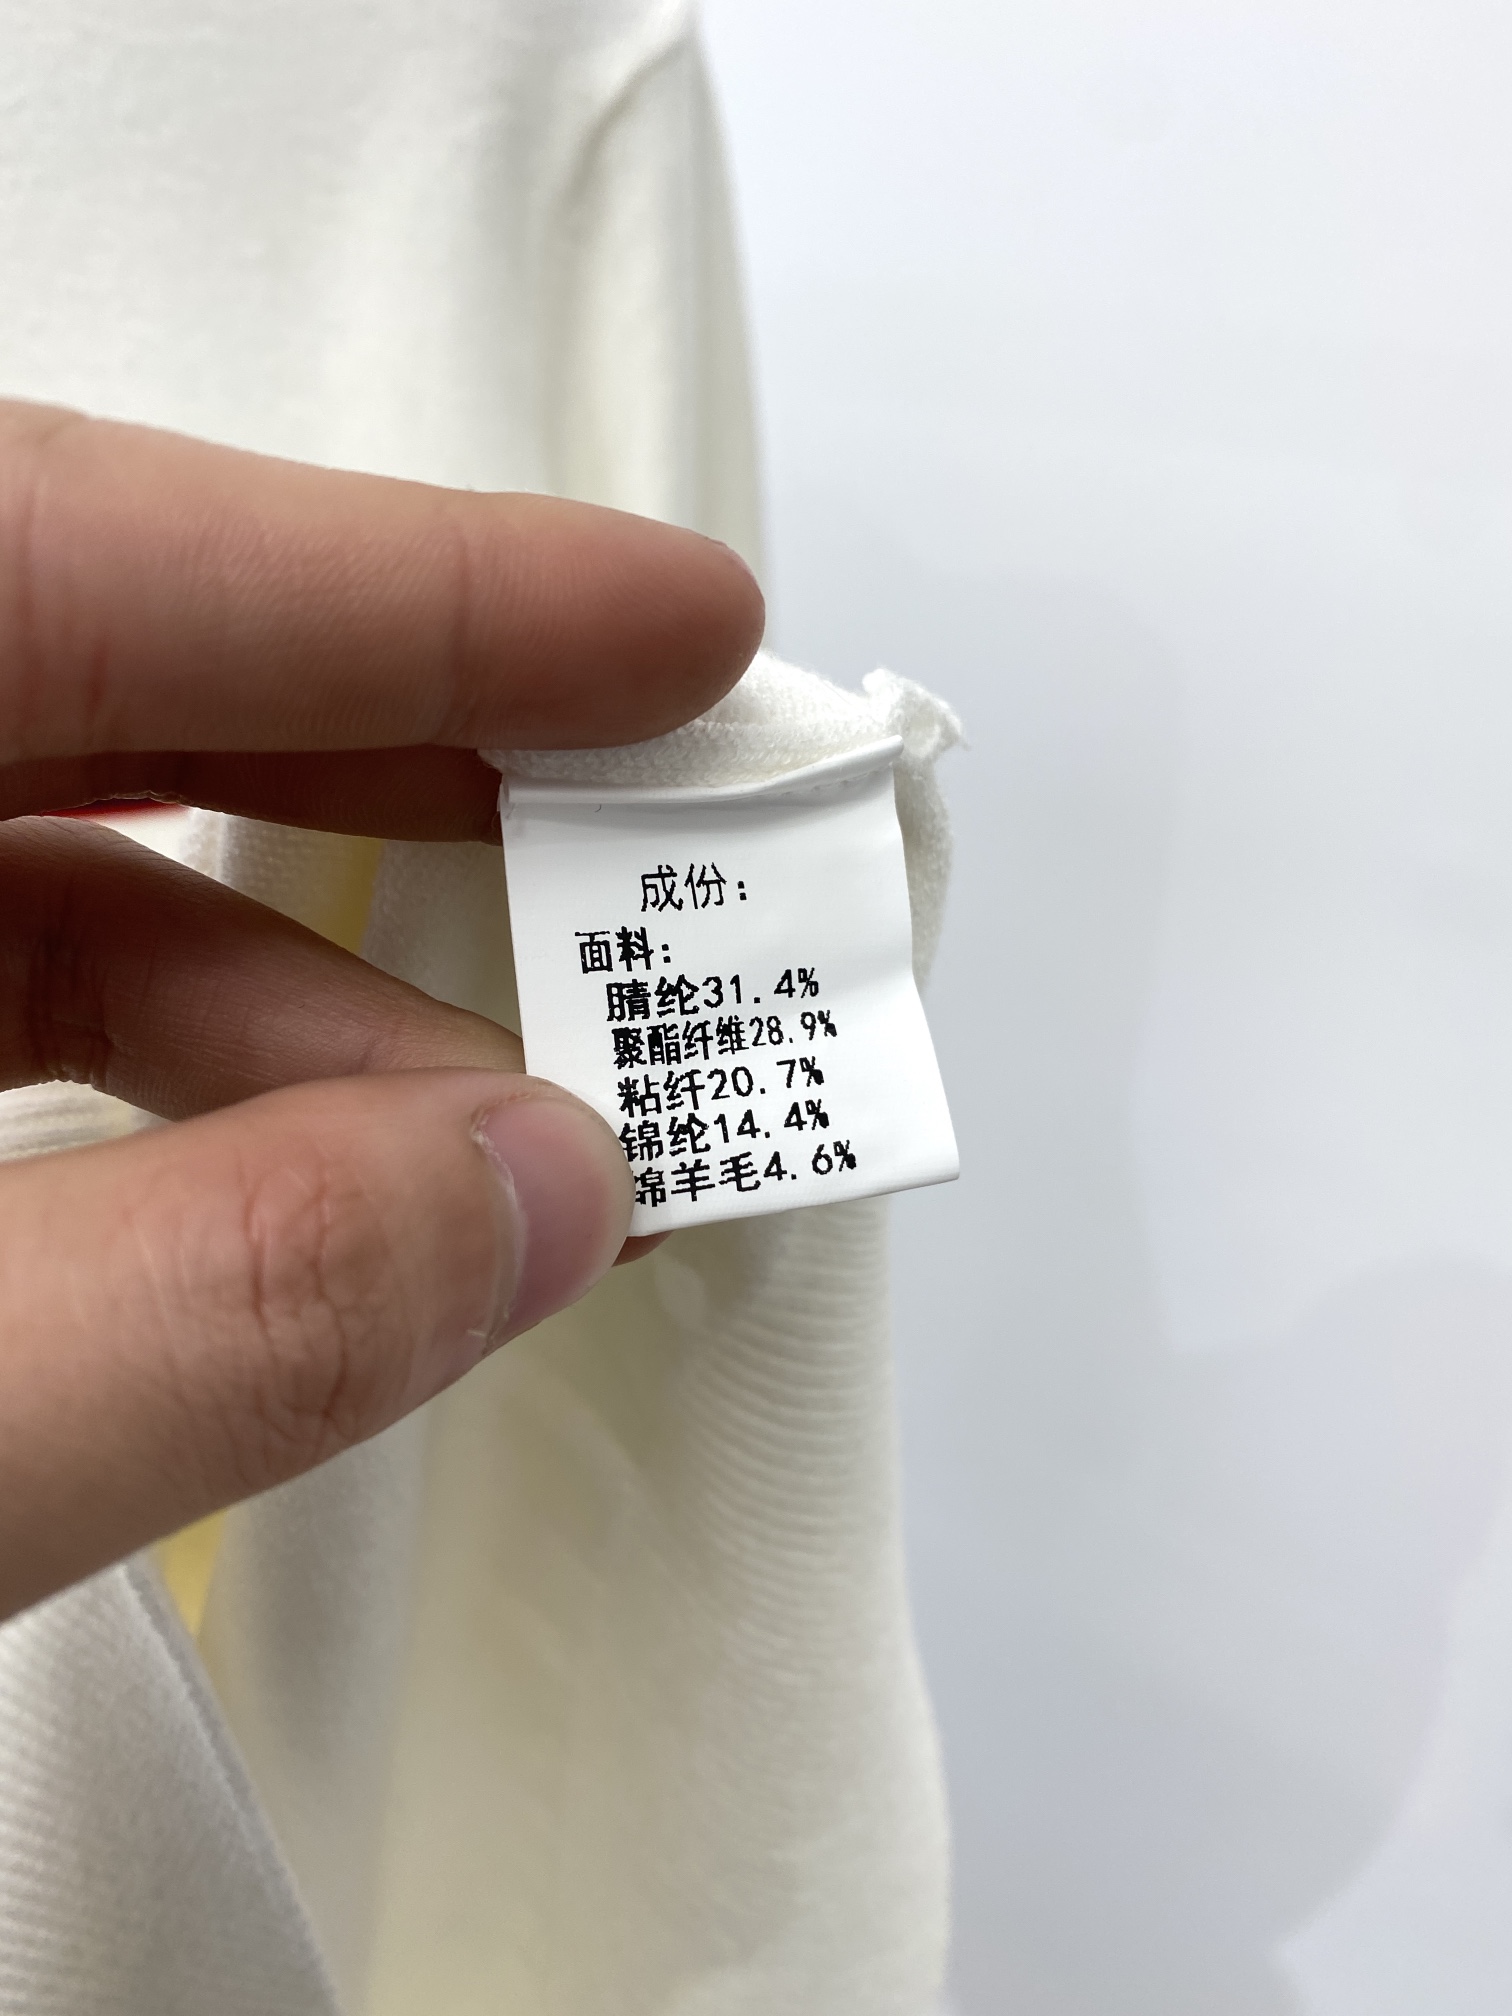 成份:
面料:
腈纶31.4%
聚酯纤维28.9%
粘纤20.7%
锦纶14.4%
绵羊毛4.6%